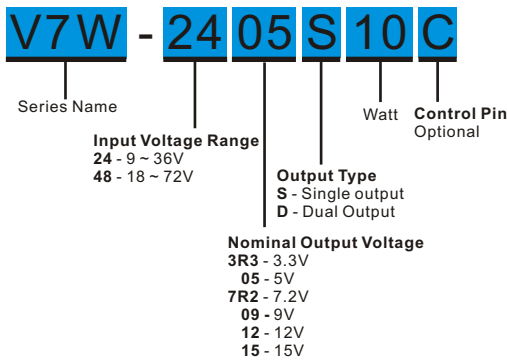 V7W - 24 05 S 10 C
Series Name
Watt
Control Pin
Optional
Input Voltage Range
24 - 9 ~ 36V
48 - 18 ~ 72V
Output Type
S - Single output
D - Dual Output
Nominal Output Voltage
3R3 - 3.3V
05 - 5V
7R2 - 7.2V
09 - 9V
12 - 12V
15 - 15V